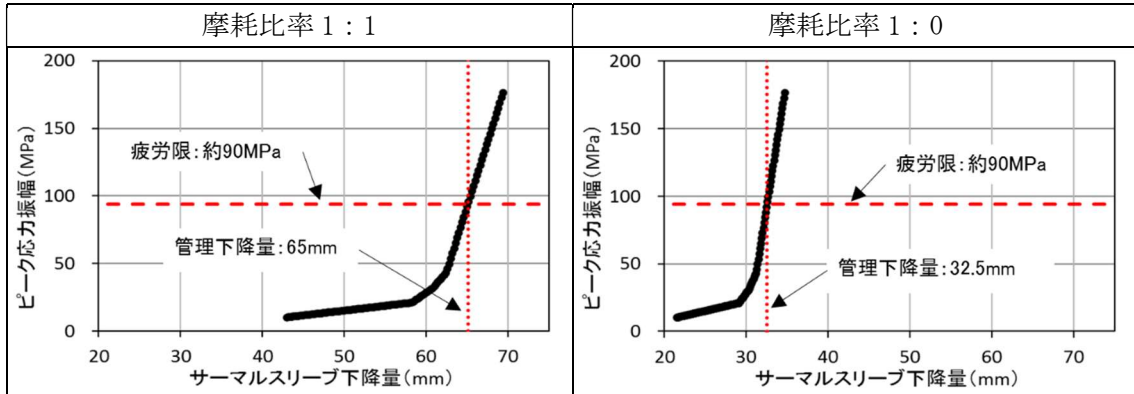 摩耗比率 1:1
200
150
100
50
0
20 30 40 50 60 70
ピーク応力振幅(MPa)
サーマルスリーブ下降量(mm)
疲労限:約90MPa
管理下降量:65mm
摩耗比率 1:0
200
150
100
50
0
20 30 40 50 60 70
ピーク応力振幅(MPa)
サーマルスリーブ下降量(mm)
疲労限:約90MPa
管理下降量:32.5mm